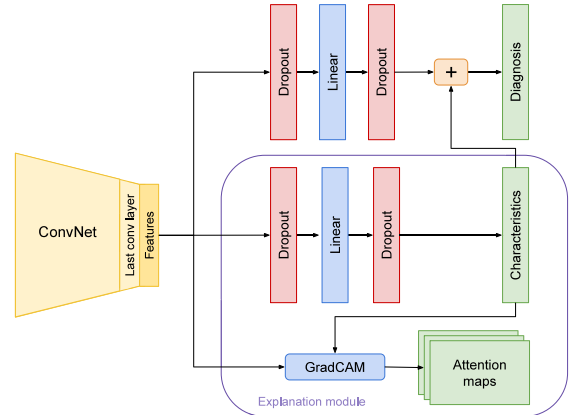 Dropout
Linear
Dropout
+
Diagnosis
ConvNet
Last conv layer
Features
Dropout
Linear
Dropout
Characteristics
GradCAM
Attention
maps
Explanation module